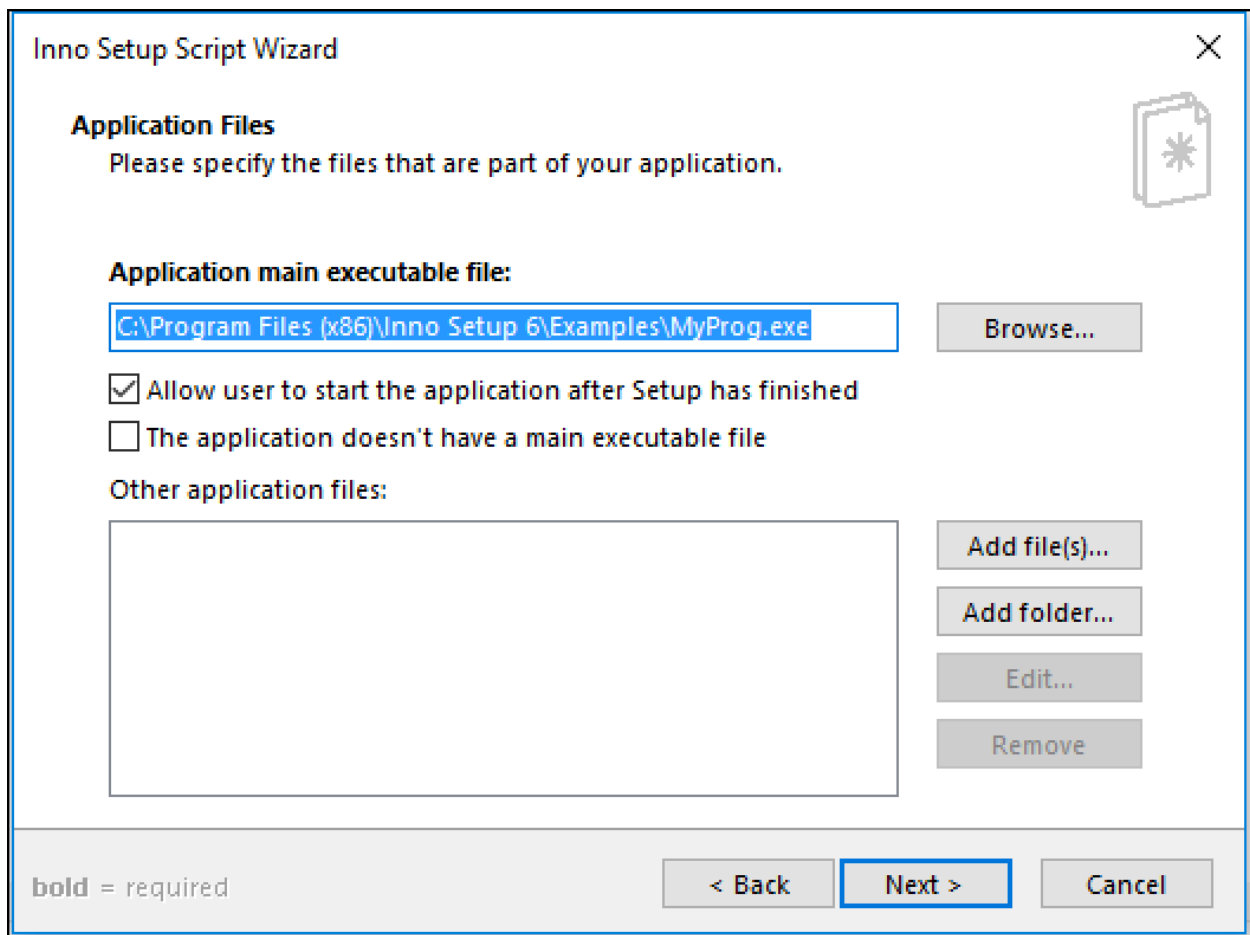 Inno Setup Script Wizard
Application Files
Please specify the files that are part of your application.
Application main executable file:
C:\Program Files (x86)\Inno Setup 6\Examples\MyProg.exe
Browse...
Allow user to start the application after Setup has finished
The application doesn't have a main executable file
Other application files:
Add file(s)...
Add folder...
Edit...
Remove
bold = required
< Back
Next >
Cancel